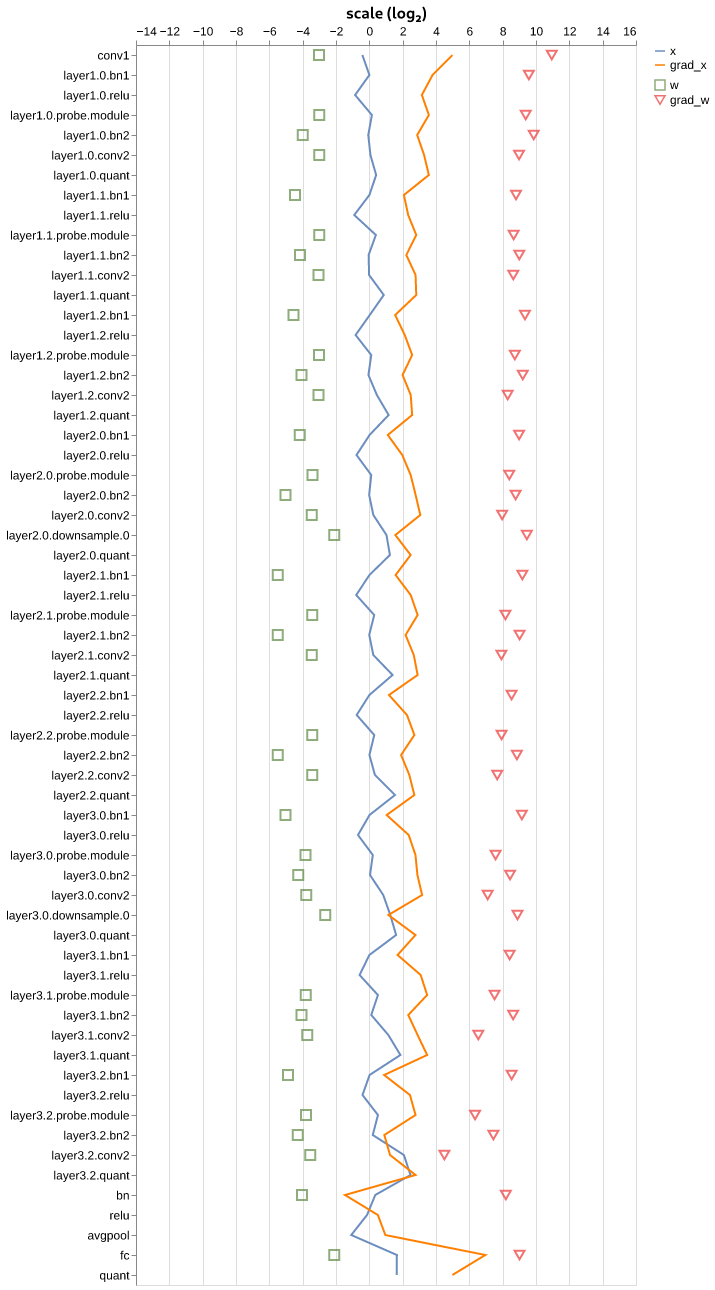 scale (log₂)
−14 −12 −10 −8 −6 −4 −2 0 2 4 6 8 10 12 14 16
x
grad_x
w
grad_w
conv1
layer1.0.bn1
layer1.0.relu
layer1.0.probe.module
layer1.0.bn2
layer1.0.conv2
layer1.0.quant
layer1.1.bn1
layer1.1.relu
layer1.1.probe.module
layer1.1.bn2
layer1.1.conv2
layer1.1.quant
layer1.2.bn1
layer1.2.relu
layer1.2.probe.module
layer1.2.bn2
layer1.2.conv2
layer1.2.quant
layer2.0.bn1
layer2.0.relu
layer2.0.probe.module
layer2.0.bn2
layer2.0.conv2
layer2.0.downsample.0
layer2.0.quant
layer2.1.bn1
layer2.1.relu
layer2.1.probe.module
layer2.1.bn2
layer2.1.conv2
layer2.1.quant
layer2.2.bn1
layer2.2.relu
layer2.2.probe.module
layer2.2.bn2
layer2.2.conv2
layer2.2.quant
layer3.0.bn1
layer3.0.relu
layer3.0.probe.module
layer3.0.bn2
layer3.0.conv2
layer3.0.downsample.0
layer3.0.quant
layer3.1.bn1
layer3.1.relu
layer3.1.probe.module
layer3.1.bn2
layer3.1.conv2
layer3.1.quant
layer3.2.bn1
layer3.2.relu
layer3.2.probe.module
layer3.2.bn2
layer3.2.conv2
layer3.2.quant
bn
relu
avgpool
fc
quant